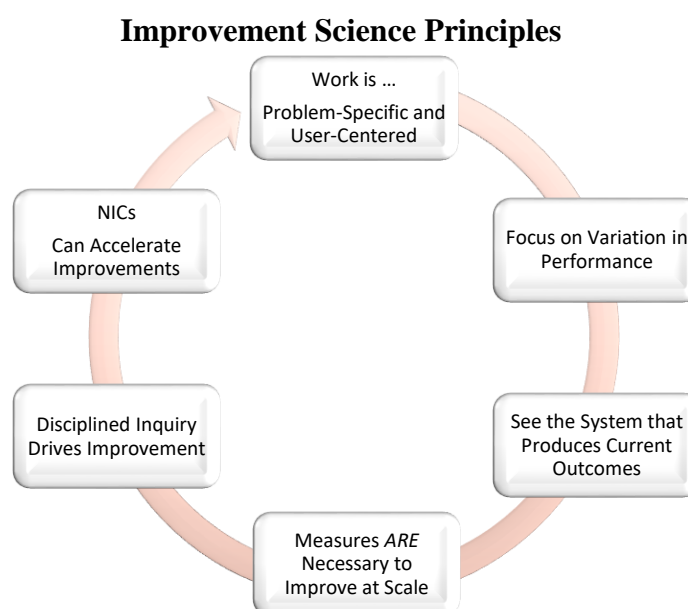 Improvement Science Principles
Work is …
Problem-Specific and
User-Centered
Focus on Variation in
Performance
See the System that
Produces Current
Outcomes
Measures ARE
Necessary to
Improve at Scale
Disciplined Inquiry
Drives Improvement
NICs
Can Accelerate
Improvements